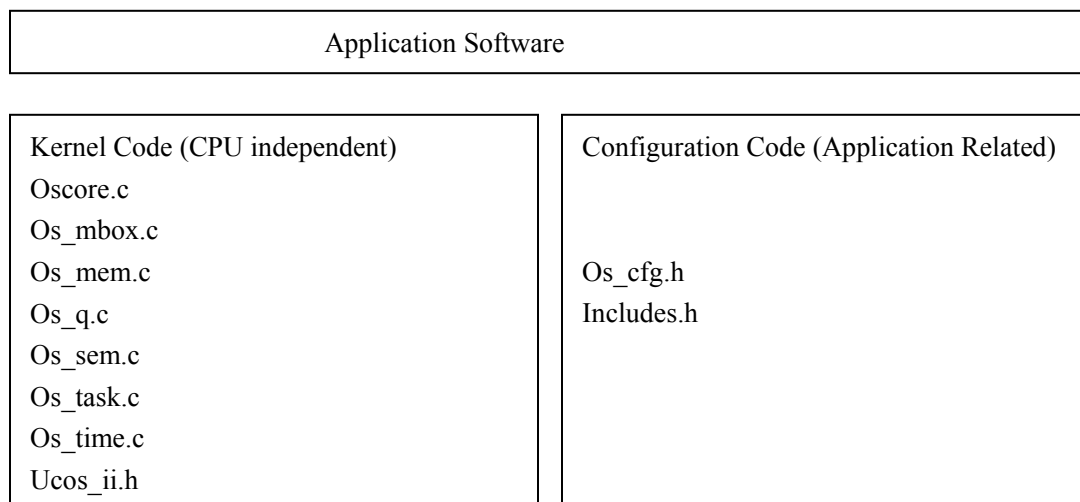 Application Software
Kernel Code (CPU independent)
Oscore.c
Os_mbox.c
Os_mem.c
Os_q.c
Os_sem.c
Os_task.c
Os_time.c
Ucos_ii.h
Configuration Code (Application Related)
Os_cfg.h
Includes.h